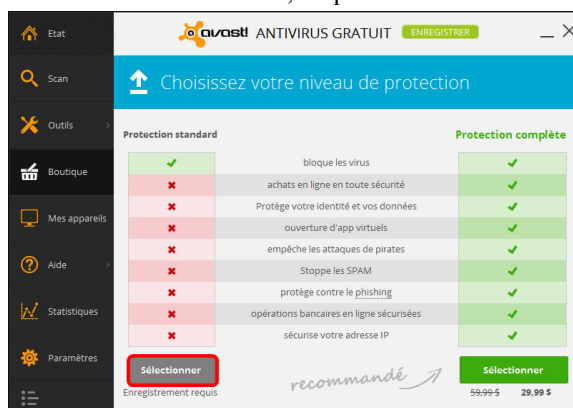 Etat
avast! ANTIVIRUS GRATUIT ENREGISTRER
Scan
Choisissez votre niveau de protection
Outils
Protection standard
Protection complète
bloque les virus
Boutique
achats en ligne en toute sécurité
Protège votre identité et vos données
Mes appareils
ouverture d'app virtuels
empêche les attaques de pirates
Aide
Stoppe les SPAM
protège contre le phishing
Statistiques
opérations bancaires en ligne sécurisées
sécurise votre adresse IP
Paramètres
Sélectionner
recommandé
Sélectionner
Enregistrement requis
59,99 $ 29,99 $